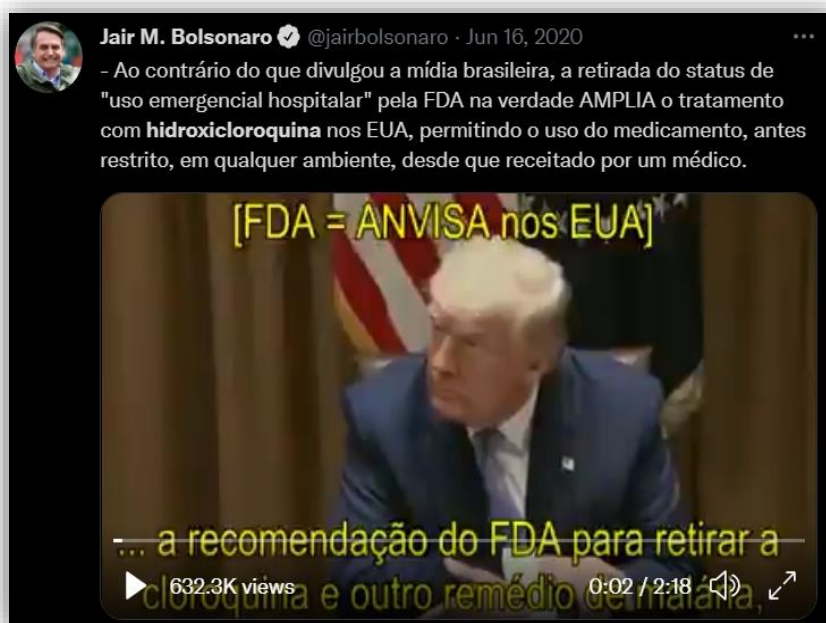 Jair M. Bolsonaro @jairbolsonaro · Jun 16, 2020
- Ao contrário do que divulgou a mídia brasileira, a retirada do status de
"uso emergencial hospitalar" pela FDA na verdade AMPLIA o tratamento
com hidroxicloroquina nos EUA, permitindo o uso do medicamento, antes
restrito, em qualquer ambiente, desde que receitado por um médico.
[FDA = ANVISA nos EUA]
... a recomendação do FDA para retirar a
cloroquina e outro remédio de malária,
632.3K views 0:02 / 2:18